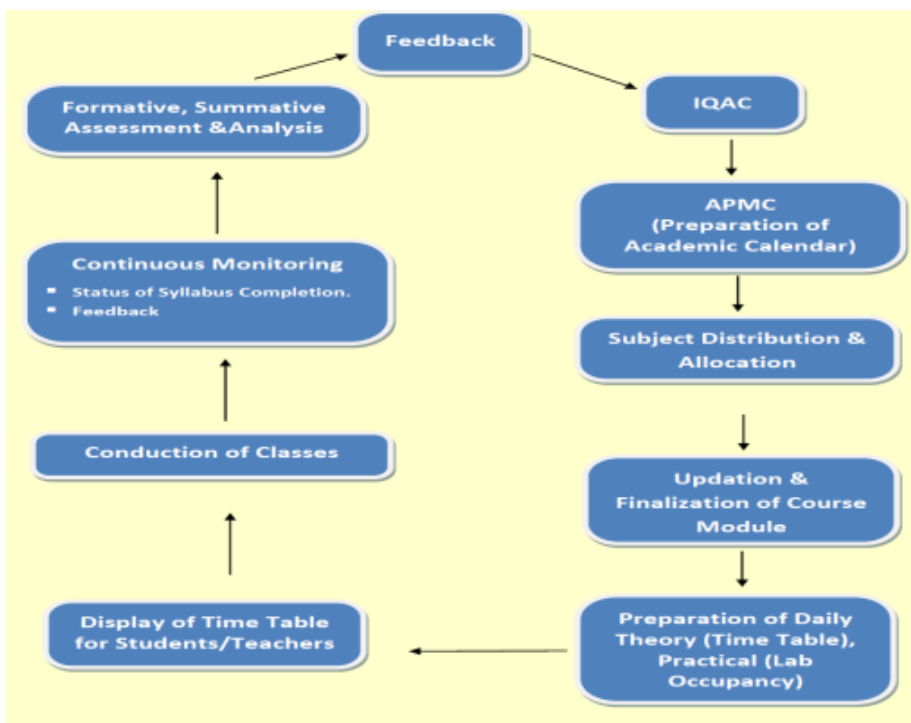 Feedback
IQAC
APMC
(Preparation of
Academic Calendar)
Subject Distribution &
Allocation
Updation &
Finalization of Course
Module
Preparation of Daily
Theory (Time Table),
Practical (Lab
Occupancy)
Display of Time Table
for Students/Teachers
Conduction of Classes
Continuous Monitoring
▪ Status of Syllabus Completion.
▪ Feedback
Formative, Summative
Assessment &Analysis